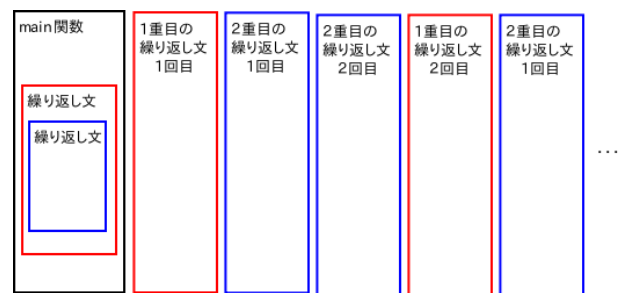 main関数
繰り返し文
繰り返し文
1重目の
繰り返し文
1回目
2重目の
繰り返し文
1回目
2重目の
繰り返し文
2回目
1重目の
繰り返し文
2回目
2重目の
繰り返し文
1回目
...